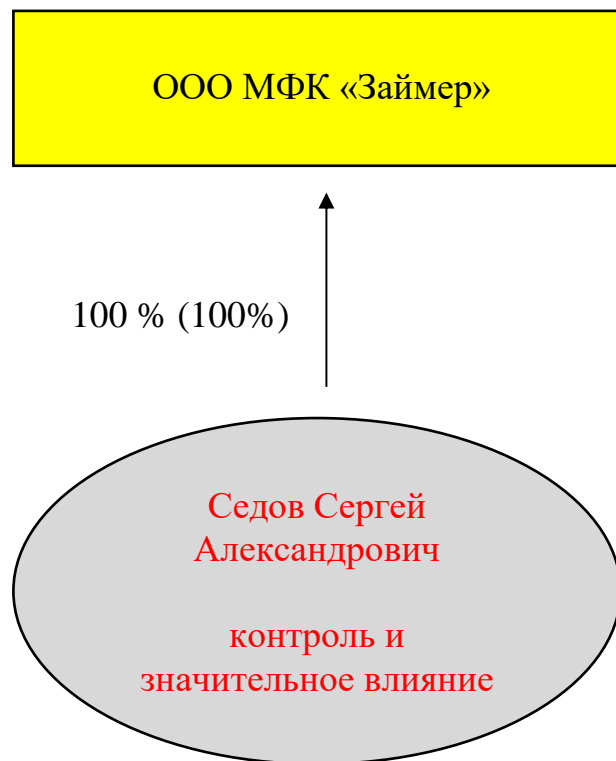 ООО МФК «Займер»
100 % (100%)
Седов Сергей
Александрович
контроль и
значительное влияние